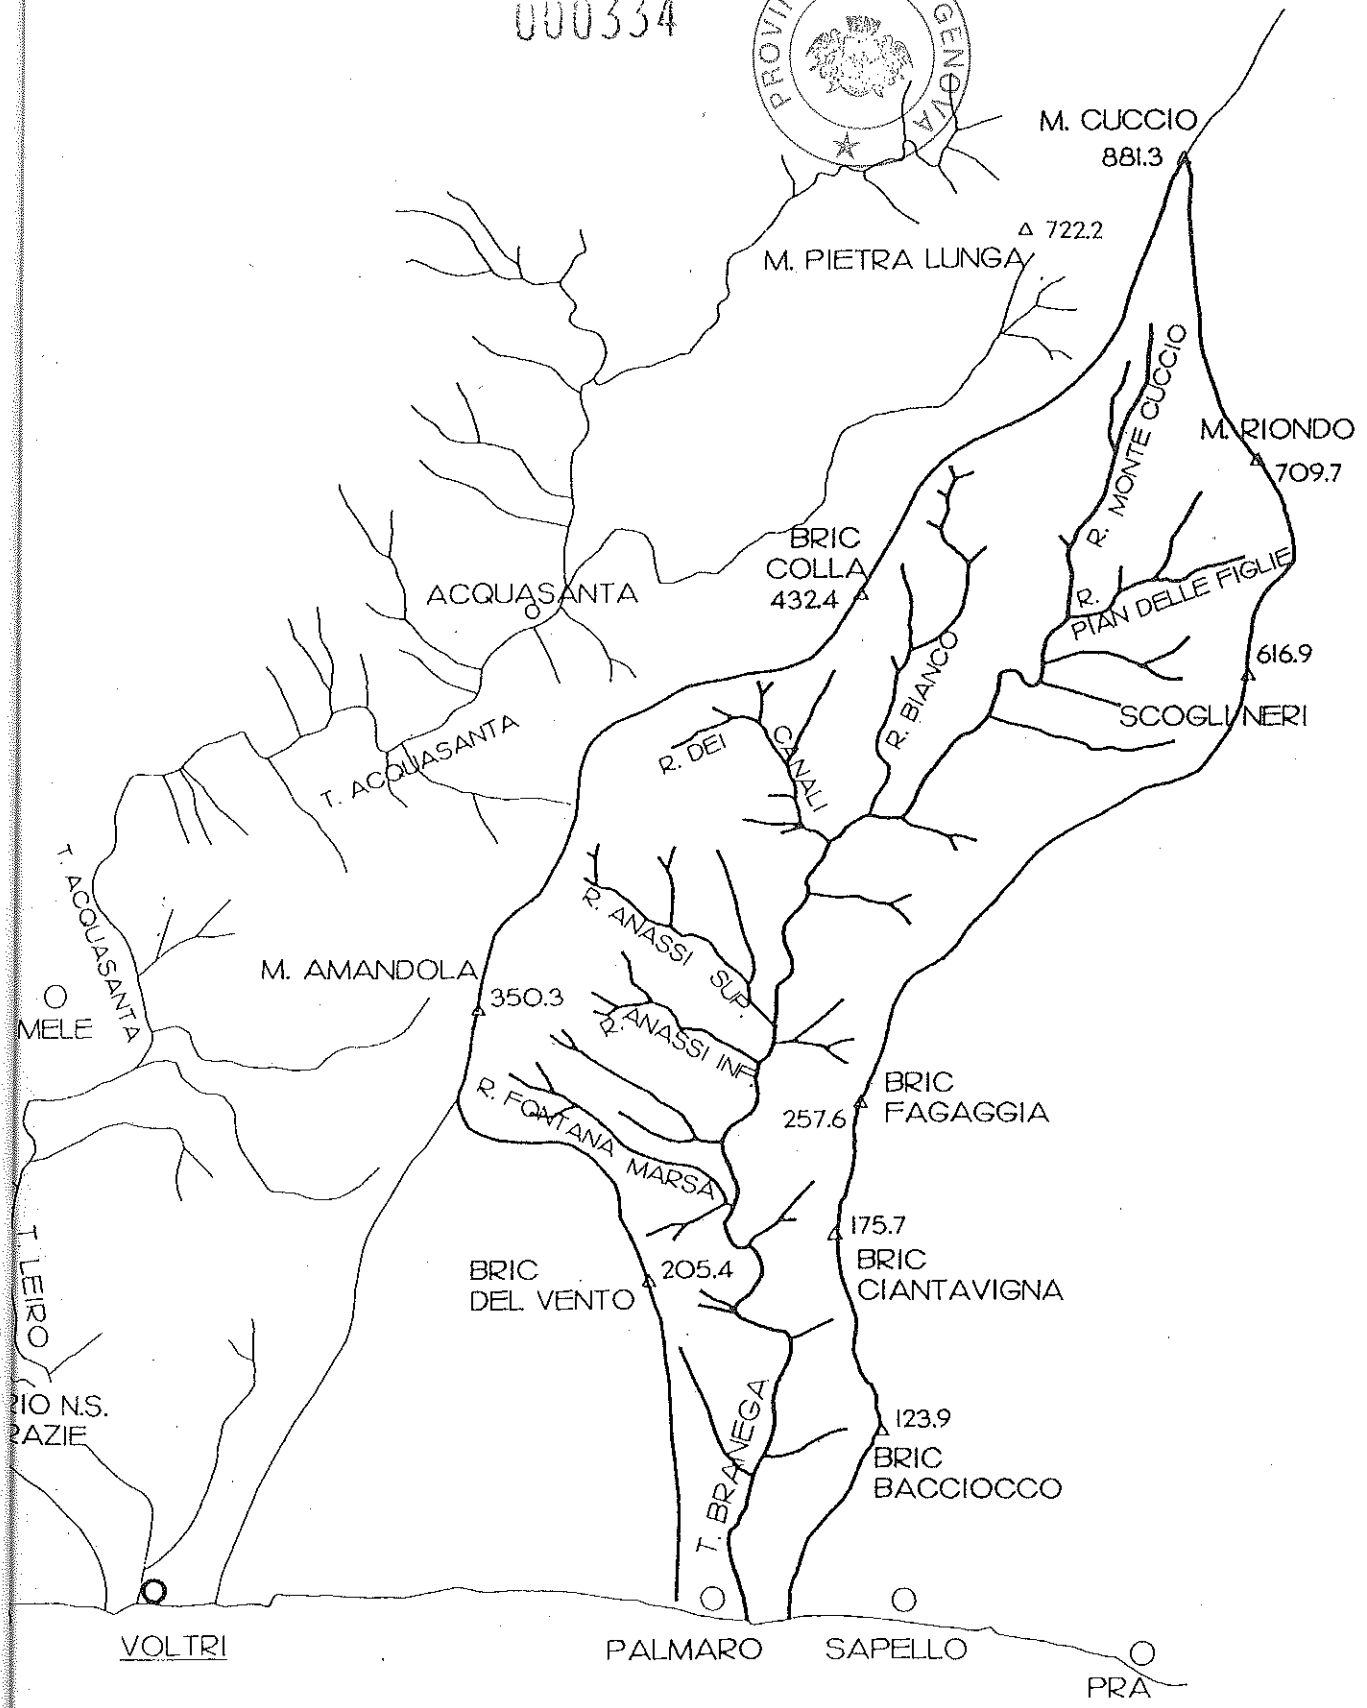 000334
PROVIN
GENOVA
M. CUCCIO
881.3
722.2
M. PIETRA LUNGA
R. MONTE CUCCIO
M. RIONDO
709.7
BRIC
COLLA
432.4
R.
PIAN DELLE FIGLIE
ACQUASANTA
616.9
R. BIANCO
SCOGLI NERI
R. DEI CANALI
T. ACQUASANTA
T. ACQUASANTA
R. ANASSI SUP.
M. AMANDOLA
350.3
MELE
R. ANASSI INF.
BRIC
FAGAGGIA
257.6
R. FONTANA MARSA
175.7
BRIC
CIANTAVIGNA
T. LEIRO
BRIC
DEL VENTO
205.4
RIO N.S.
RAZIE
123.9
BRIC
BACCIOCCO
T. BRANEGA
VOLTRI
PALMARO
SAPELLO
PRA